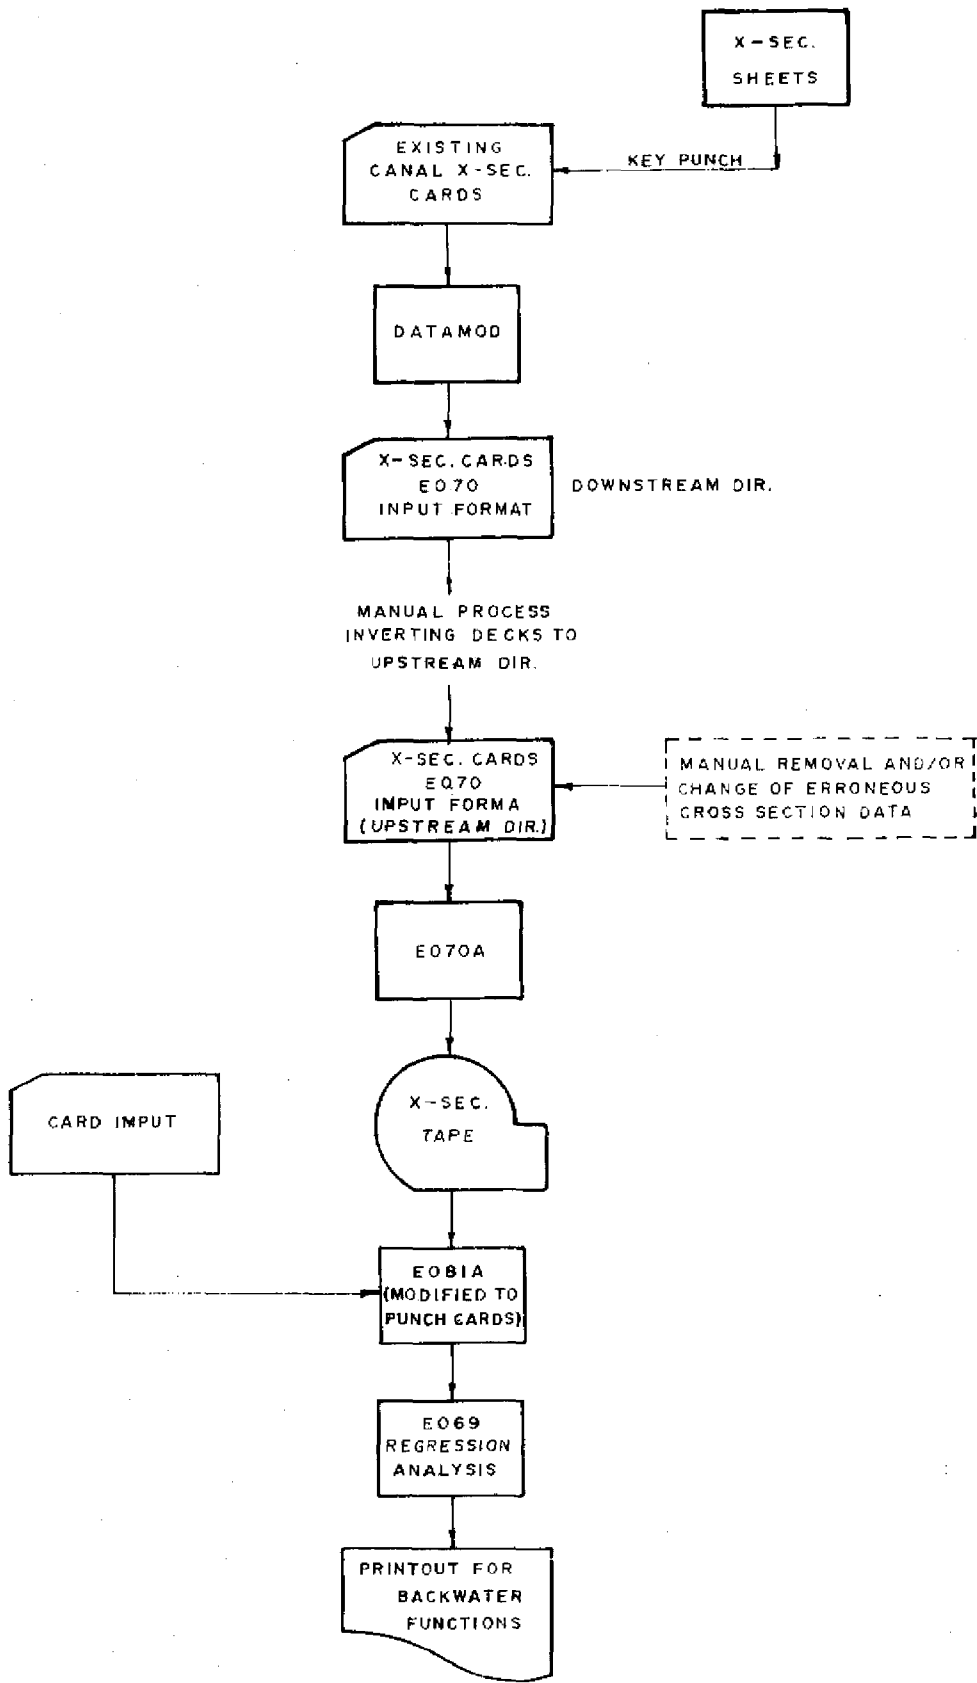 X-SEC.
SHEETS
KEY PUNCH
EXISTING
CANAL X-SEC.
CARDS
DATAMOD
X-SEC. CARDS
E070
INPUT FORMAT
DOWNSTREAM DIR.
MANUAL PROCESS
INVERTING DECKS TO
UPSTREAM DIR.
X-SEC. CARDS
E070
INPUT FORMA
(UPSTREAM DIR.)
MANUAL REMOVAL AND/OR
CHANGE OF ERRONEOUS
CROSS SECTION DATA
E070A
X-SEC.
TAPE
CARD IMPUT
E081A
(MODIFIED TO
PUNCH CARDS)
E069
REGRESSION
ANALYSIS
PRINTOUT FOR
BACKWATER
FUNCTIONS